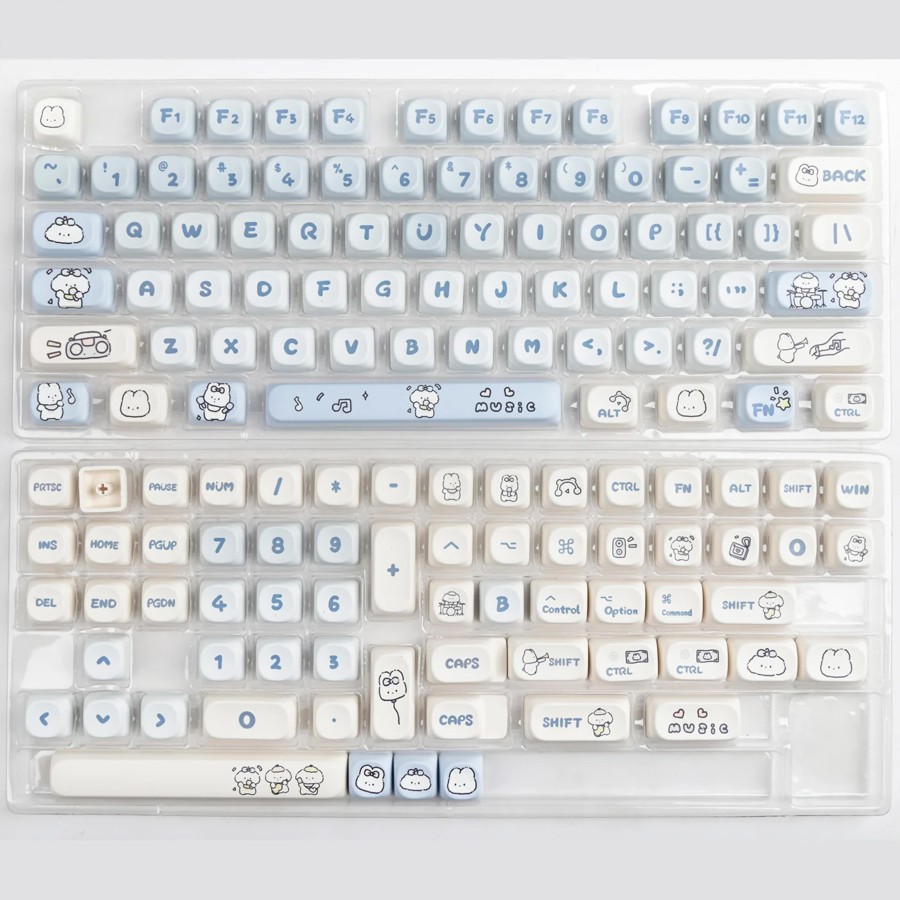 F1 F2 F3 F4 F5 F6 F7 F8 F9 F10 F11 F12
~ ` ! 1 @ 2 # 3 $ 4 % 5 ^ 6 & 7 * 8 ( 9 ) 0 _ - + = BACK
Q W E R T U Y I O P [{ ]} |\
A S D F G H J K L ; : ' "
Z X C V B N M <, >. ?/
MUSIC ALT FN CTRL
PRTSC PAUSE NUM / * - CTRL FN ALT SHIFT WIN
INS HOME PGUP 7 8 9 + ^ ⌥ ⌘ O
DEL END PGDN 4 5 6 B ^ Control ⌥ Option ⌘ Command SHIFT
^ 1 2 3 CAPS SHIFT CTRL CTRL
< ⌄ > 0 . CAPS SHIFT MUSIC